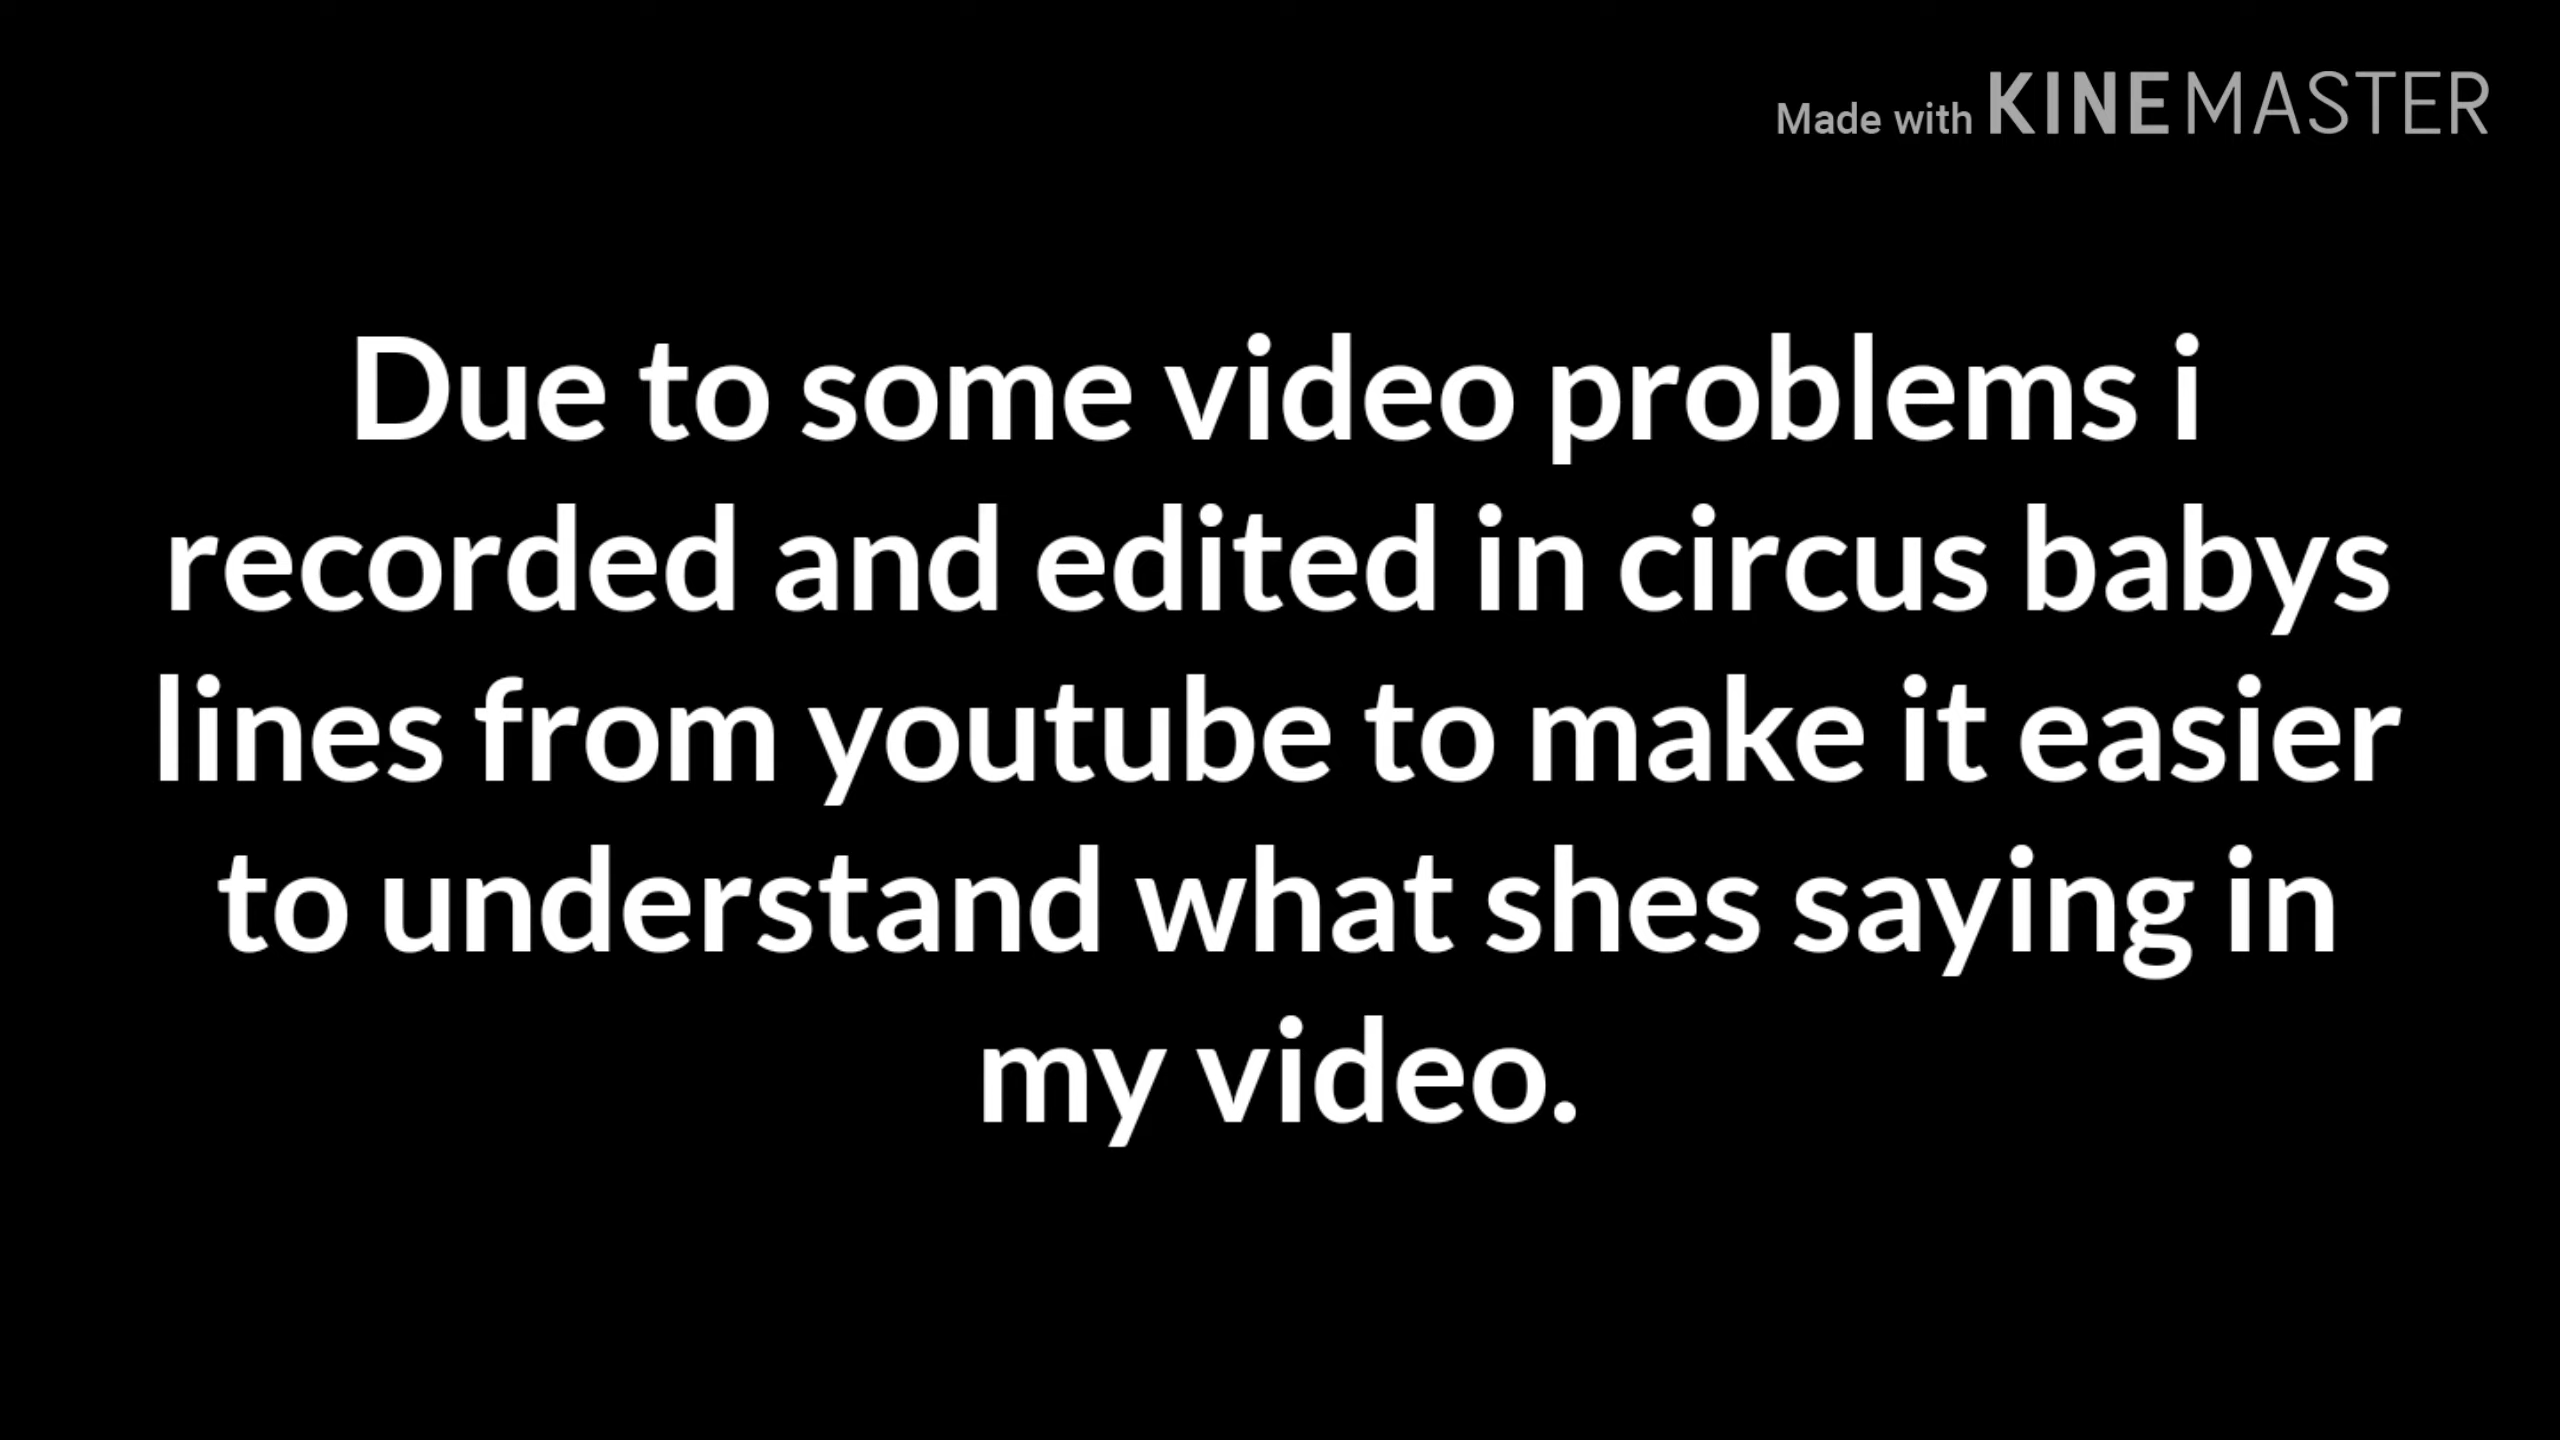 Made with KINEMASTER
Due to some video problems i
recorded and edited in circus babys
lines from youtube to make it easier
to understand what shes saying in
my video.